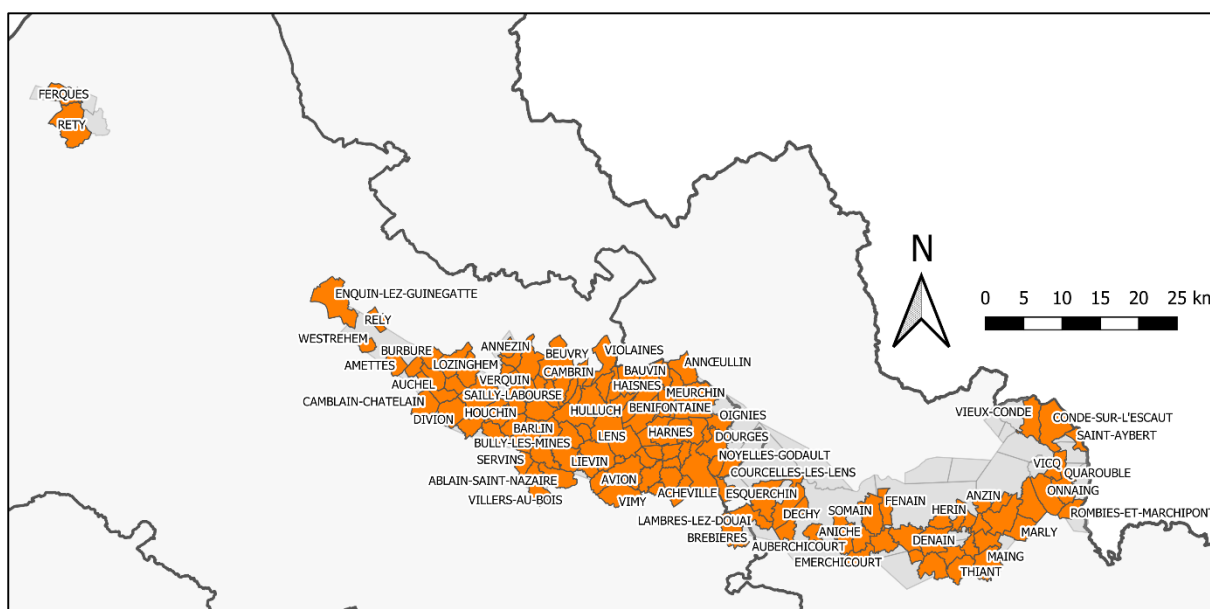 FERQUES
RETY
N
0 5 10 15 20 25 km
ENQUIN-LEZ-GUINEGATTE
RELY
WESTREHEM
BURBURE
ANNEZIN
BEUVRY
VIOLAINES
AMETTES
LOZINGHEM
CAMBRIN
BAUVIN
ANNŒULLIN
AUCHEL
VERQUIN
HAISNES
MEURCHIN
CAMBLAIN-CHATELAIN
SAILLY-LABOURSE
DIVION
HOUCHIN
HULLUCH
BENIFONTAINE
OIGNIES
BARLIN
LENS
HARNES
DOURGES
BULLY-LES-MINES
NOYELLES-GODAULT
SERVINS
LIEVIN
COURCELLES-LES-LENS
ABLAIN-SAINT-NAZAIRE
AVION
VILLERS-AU-BOIS
VIMY
ACHEVILLE
ESQUERCHIN
LAMBRES-LEZ-DOUAI
DECHY
SOMAIN
FENAIN
BREBIERES
ANICHE
AUBERCHICOURT
EMERCHICOURT
HERIN
ANZIN
DENAIN
MARLY
MAING
THIANT
VIEUX-CONDE
CONDE-SUR-L'ESCAUT
SAINT-AYBERT
VICQ
QUAROUBLE
ONNAING
ROMBIES-ET-MARCHIPONT